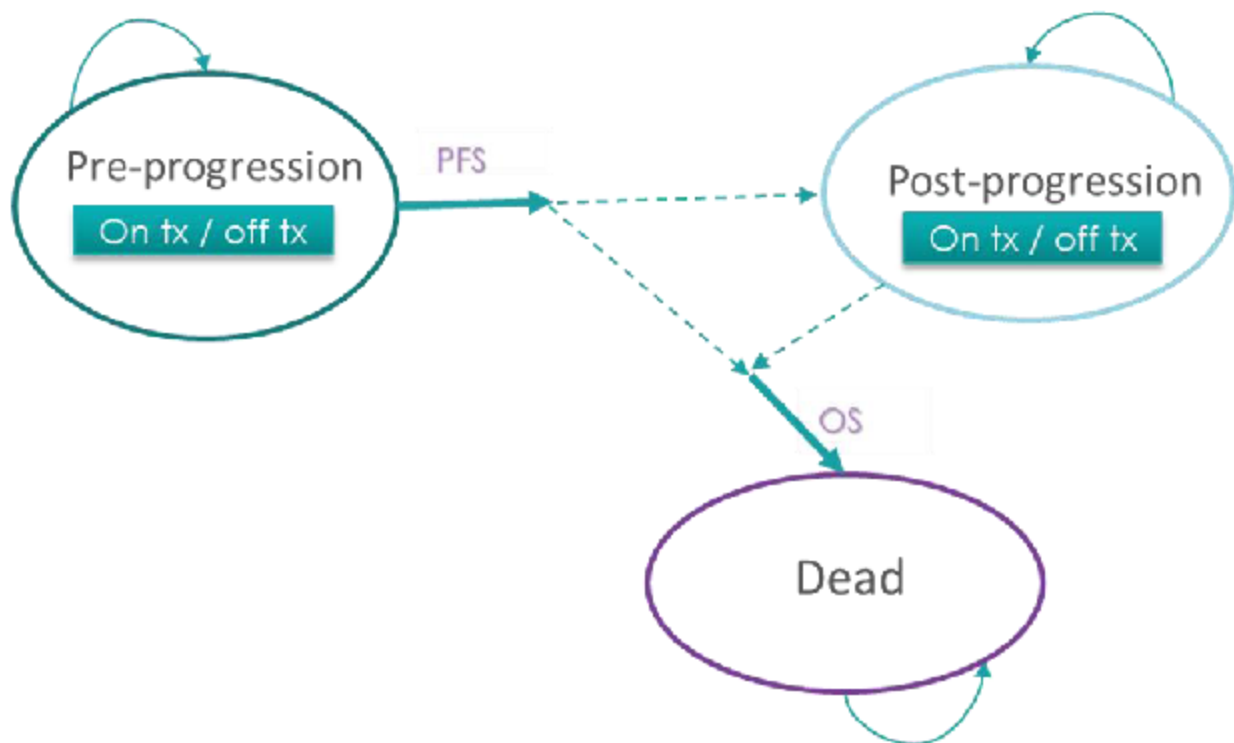 Pre-progression
On tx / off tx
PFS
Post-progression
On tx / off tx
OS
Dead